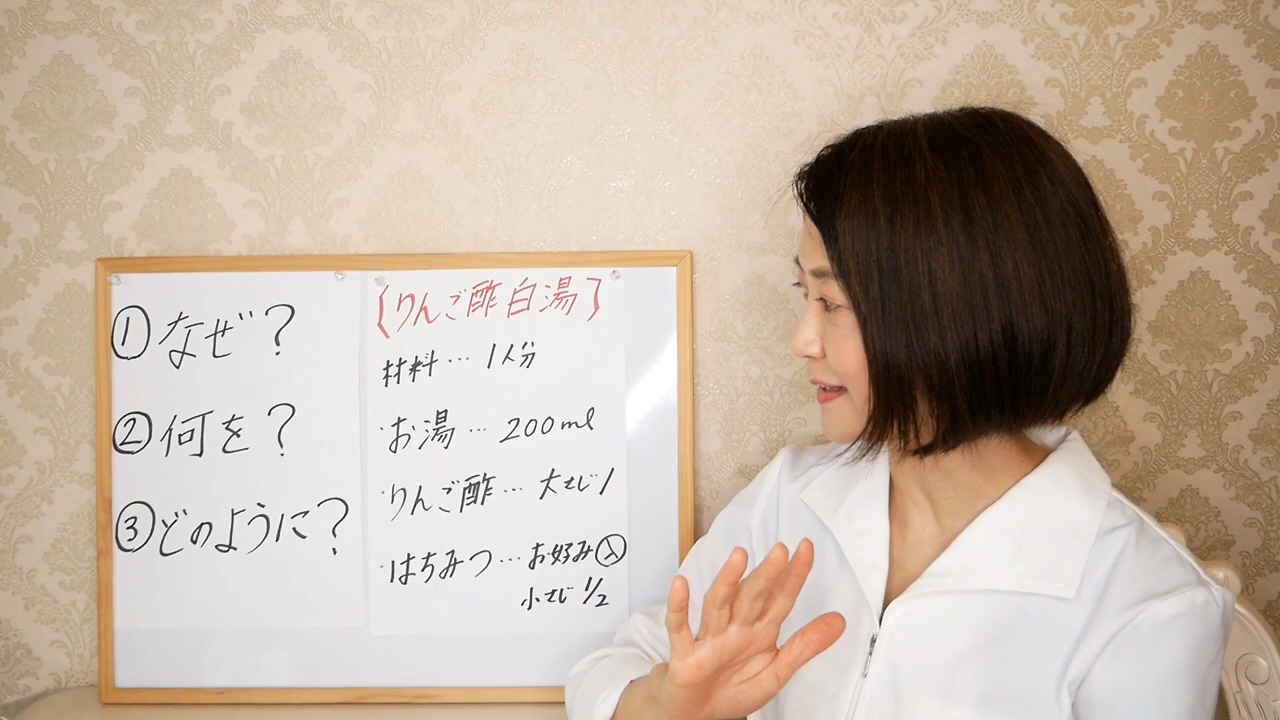 ①なぜ?
②何を?
③どのように?
〔りんご酢白湯〕
材料…1人分
・お湯…200ml
・りんご酢…大さじ1
・はちみつ…お好み㋧
小さじ1/2